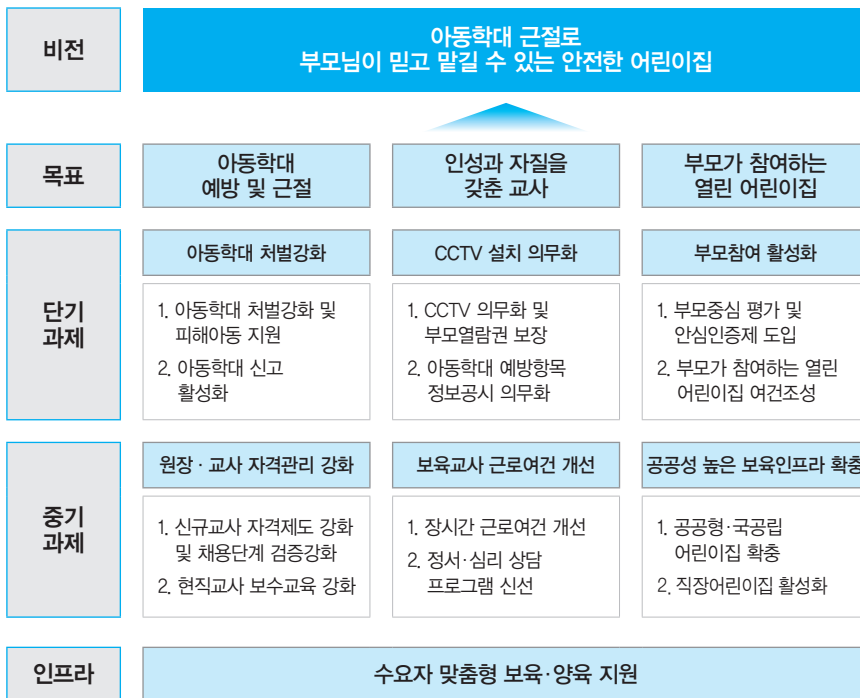 비전
아동학대 근절로
부모님이 믿고 맡길 수 있는 안전한 어린이집
목표
아동학대
예방 및 근절
인성과 자질을
갖춘 교사
부모가 참여하는
열린 어린이집
단기
과제
아동학대 처벌강화
1. 아동학대 처벌강화 및
피해아동 지원
2. 아동학대 신고
활성화
CCTV 설치 의무화
1. CCTV 의무화 및
부모열람권 보장
2. 아동학대 예방항목
정보공시 의무화
부모참여 활성화
1. 부모중심 평가 및
안심인증제 도입
2. 부모가 참여하는 열린
어린이집 여건조성
중기
과제
원장 · 교사 자격관리 강화
1. 신규교사 자격제도 강화
및 채용단계 검증강화
2. 현직교사 보수교육 강화
보육교사 근로여건 개선
1. 장시간 근로여건 개선
2. 정서·심리 상담
프로그램 신선
공공성 높은 보육인프라 확충
1. 공공형·국공립
어린이집 확충
2. 직장어린이집 활성화
인프라
수요자 맞춤형 보육·양육 지원